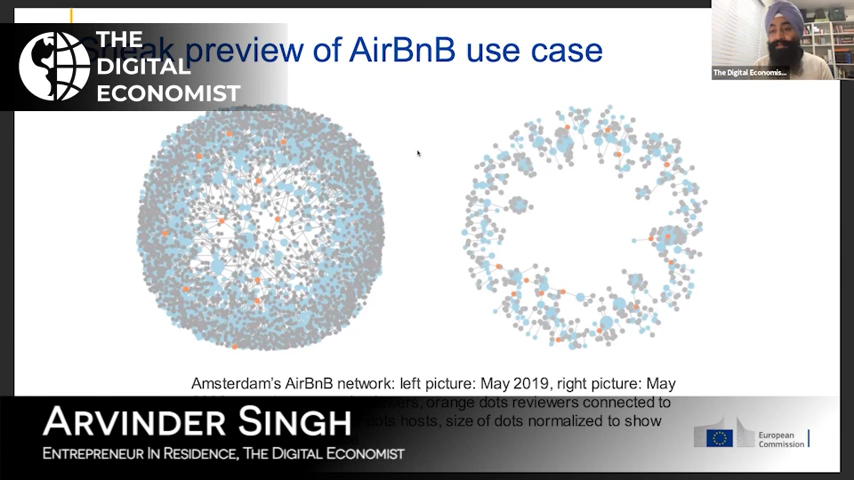 THE
DIGITAL
ECONOMIST
Sneak preview of AirBnB use case
The Digital Economis...
Amsterdam's AirBnB network: left picture: May 2019, right picture: May
orange dots reviewers connected to
dots hosts, size of dots normalized to show
ARVINDER SINGH
ENTREPRENEUR IN RESIDENCE, THE DIGITAL ECONOMIST
European
Commission